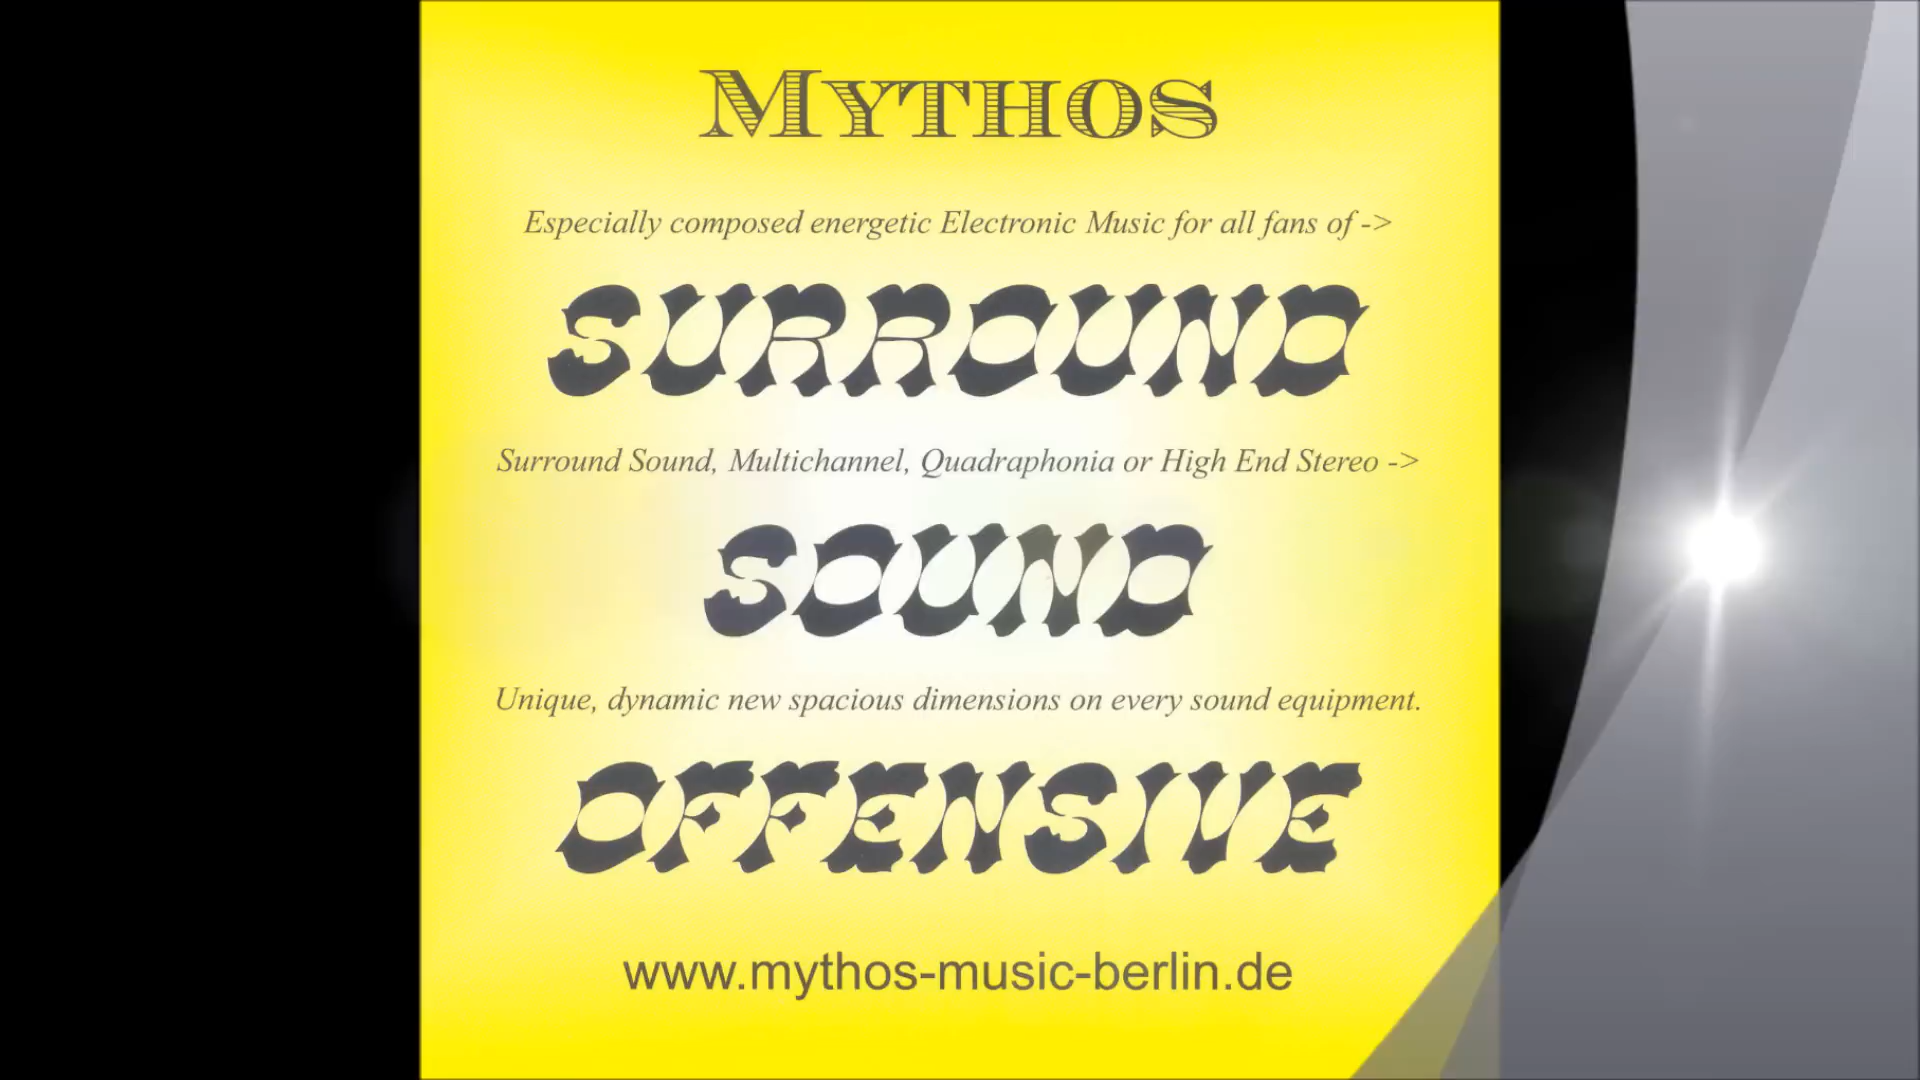 MYTHOS
Especially composed energetic Electronic Music for all fans of ->
SURROUND
Surround Sound, Multichannel, Quadraphonia or High End Stereo ->
SOUND
Unique, dynamic new spacious dimensions on every sound equipment.
OFFENSIVE
www.mythos-music-berlin.de